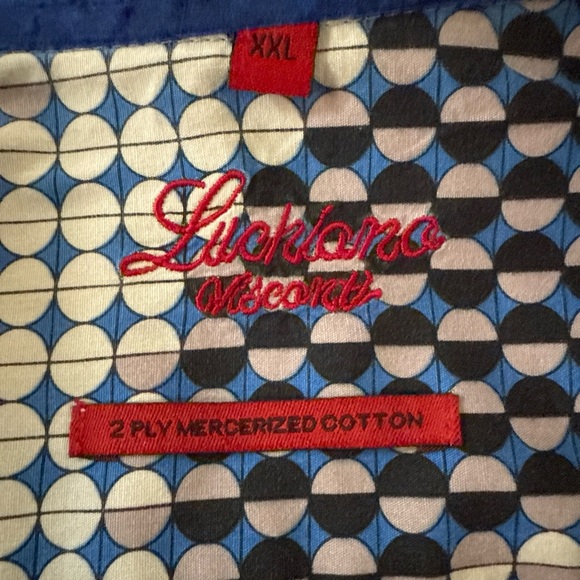 XXL
Luchiano
Visconti
2 PLY MERCERIZED COTTON